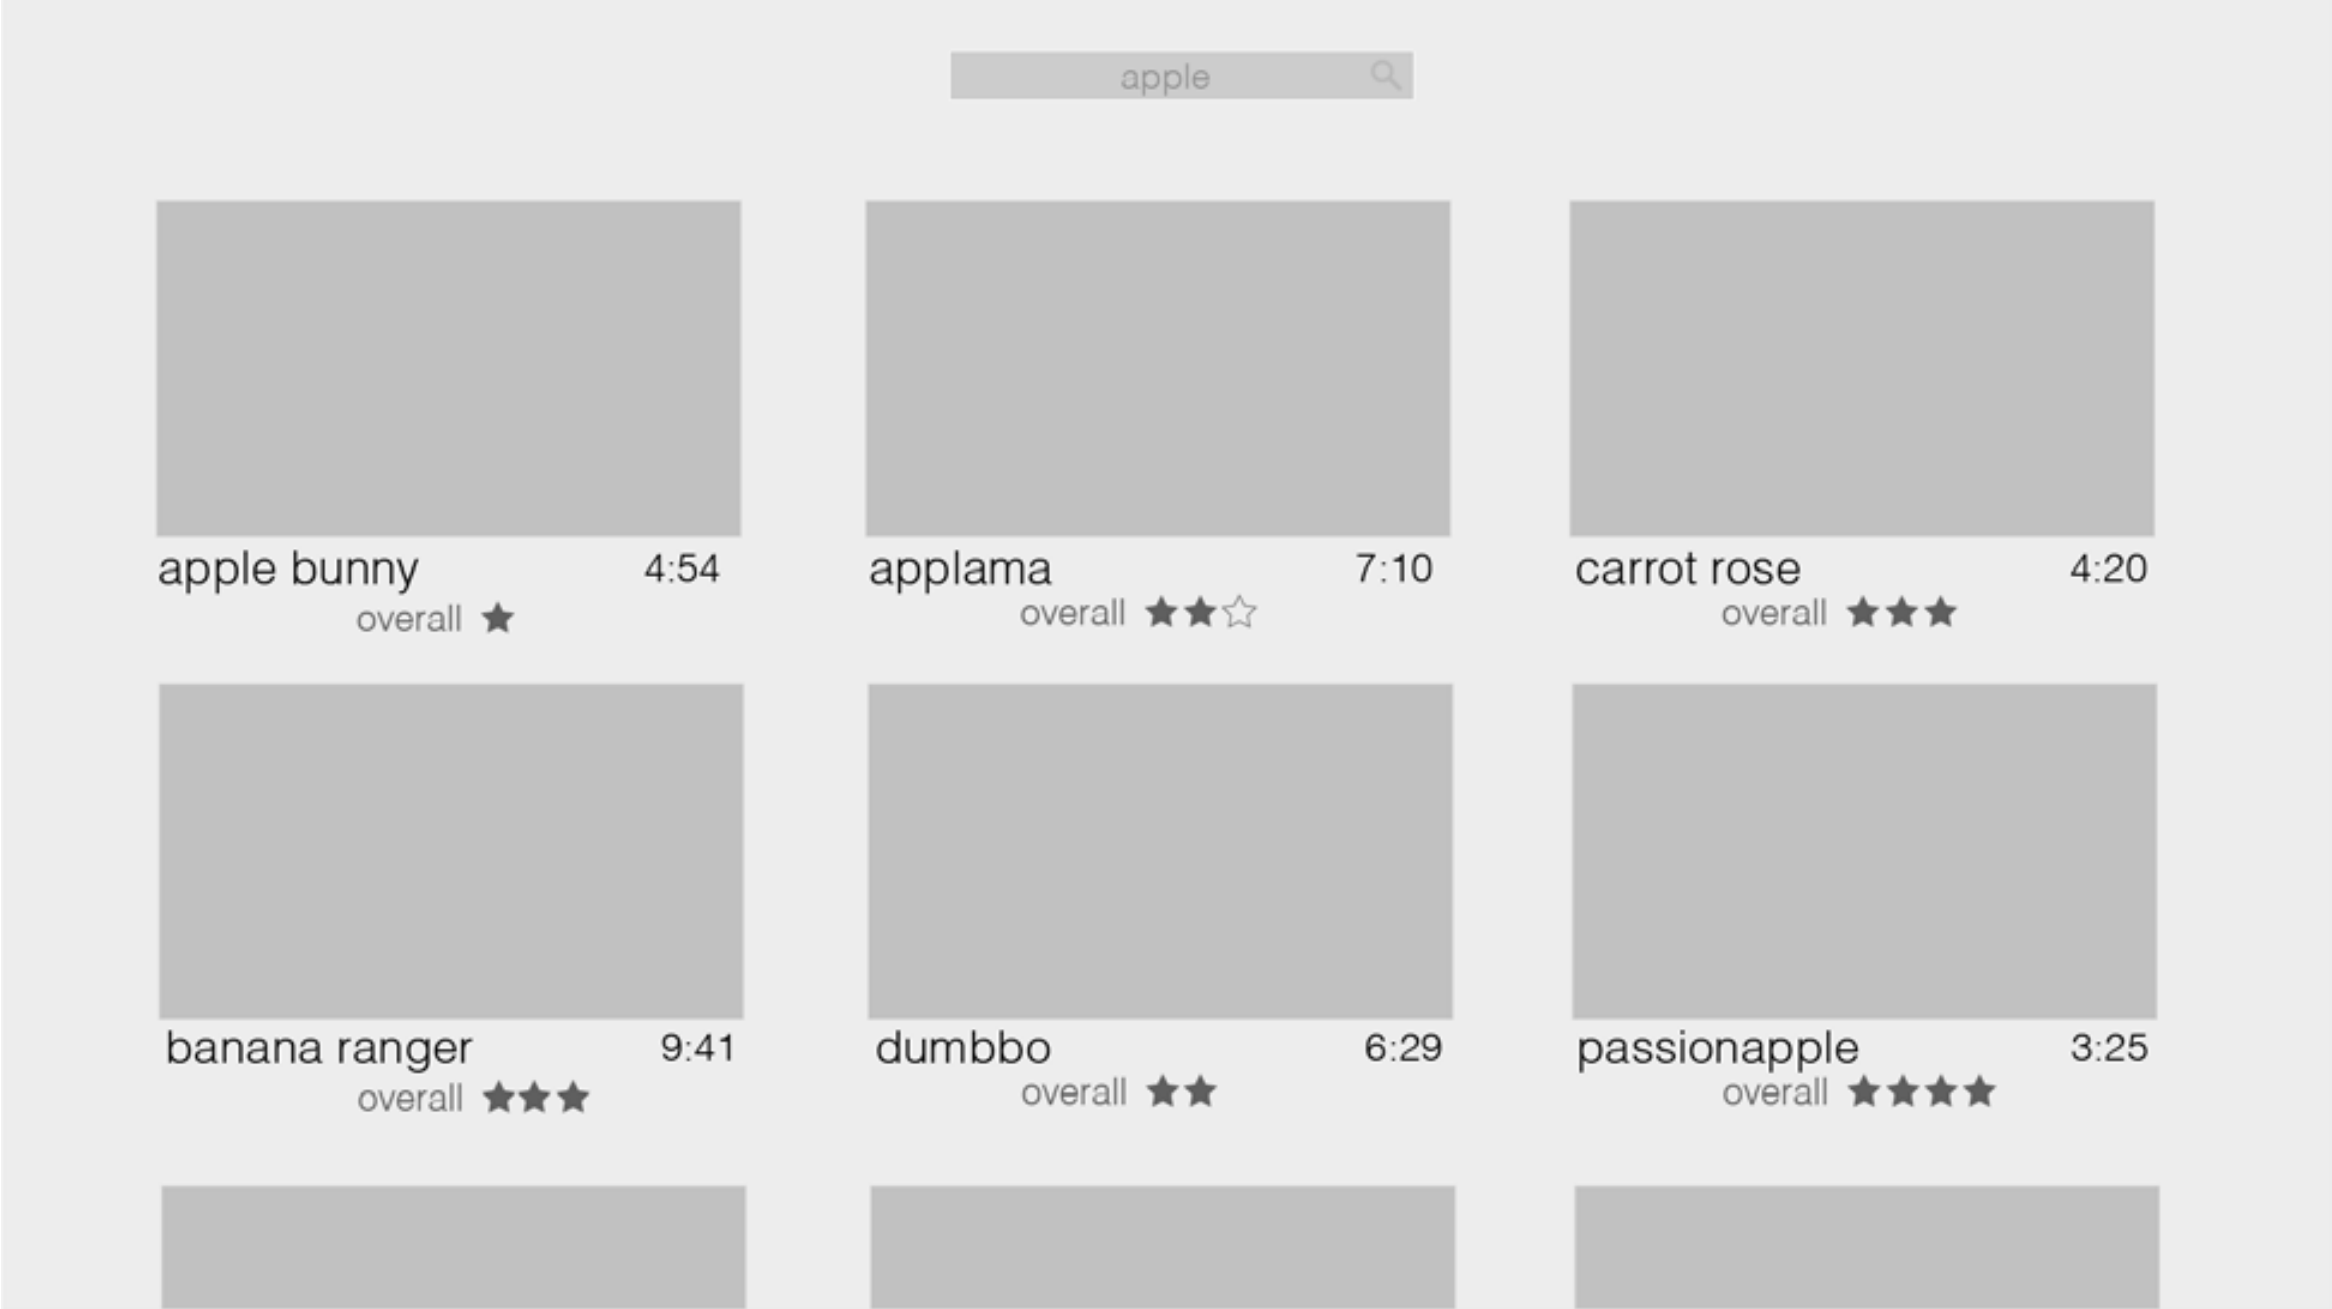 apple
apple bunny 4:54
overall ★
applama 7:10
overall ★★☆
carrot rose 4:20
overall ★★★
banana ranger 9:41
overall ★★★
dumbbo 6:29
overall ★★
passionapple 3:25
overall ★★★★